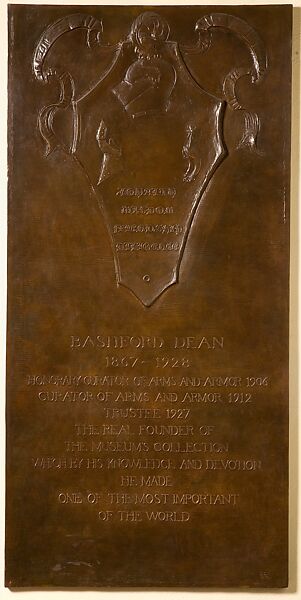 BASHFORD DEAN
1867–1928
HONORARY CURATOR OF ARMS AND ARMOR 1904
CURATOR OF ARMS AND ARMOR 1912
TRUSTEE 1927
THE REAL FOUNDER OF
THE MUSEUM'S COLLECTION
WHICH BY HIS KNOWLEDGE AND DEVOTION
HE MADE
ONE OF THE MOST IMPORTANT
OF THE WORLD